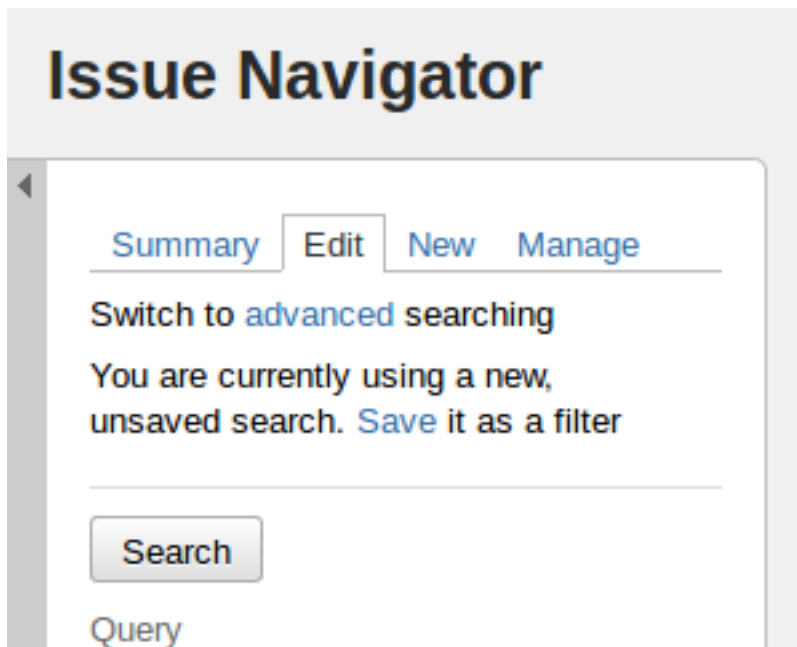 Issue Navigator
Summary Edit New Manage
Switch to advanced searching
You are currently using a new,
unsaved search. Save it as a filter
Search
Query